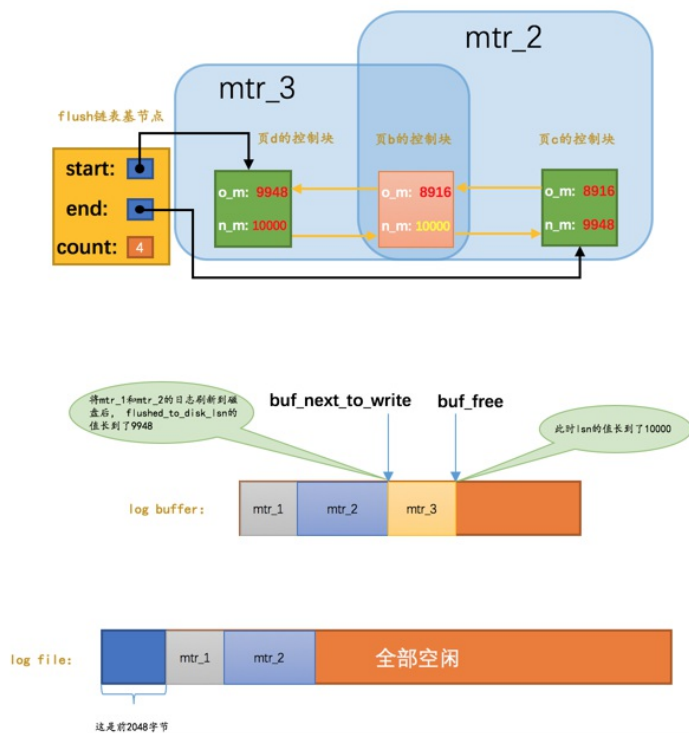 mtr_2
mtr_3
flush链表基节点
页d的控制块
页b的控制块
页c的控制块
start:
end:
count:
4
o_m: 9948
n_m: 10000
o_m: 8916
n_m: 10000
o_m: 8916
n_m: 9948
将mtr_1和mtr_2的日志刷新到磁
盘后， flushed_to_disk_lsn的
值长到了9948
buf_next_to_write
buf_free
此时lsn的值长到了10000
log buffer:
mtr_1
mtr_2
mtr_3
log file:
mtr_1
mtr_2
全部空闲
这是前2048字节